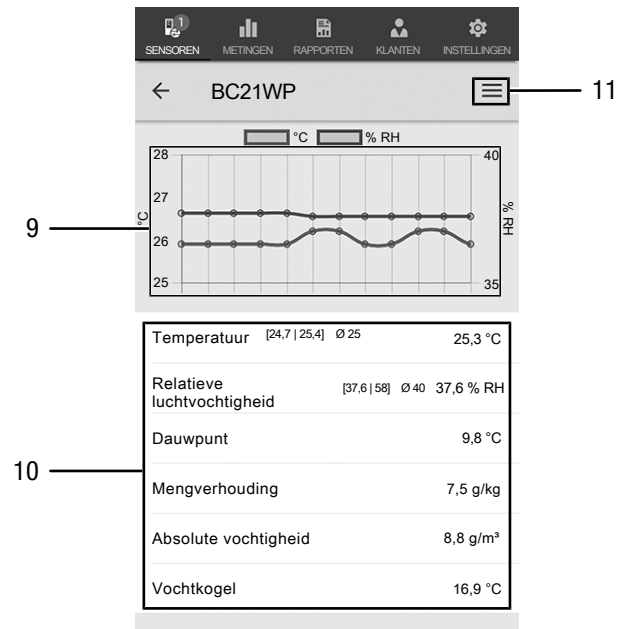 1
SENSOREN METINGEN RAPPORTEN KLANTEN INSTELLINGEN
BC21WP
11
°C % RH
28 40
27
°C % RH
9
26
25 35
Temperatuur [24,7 | 25,4] Ø 25 25,3 °C
Relatieve
luchtvochtigheid [37,6 | 58] Ø 40 37,6 % RH
Dauwpunt 9,8 °C
10
Mengverhouding 7,5 g/kg
Absolute vochtigheid 8,8 g/m³
Vochtkogel 16,9 °C